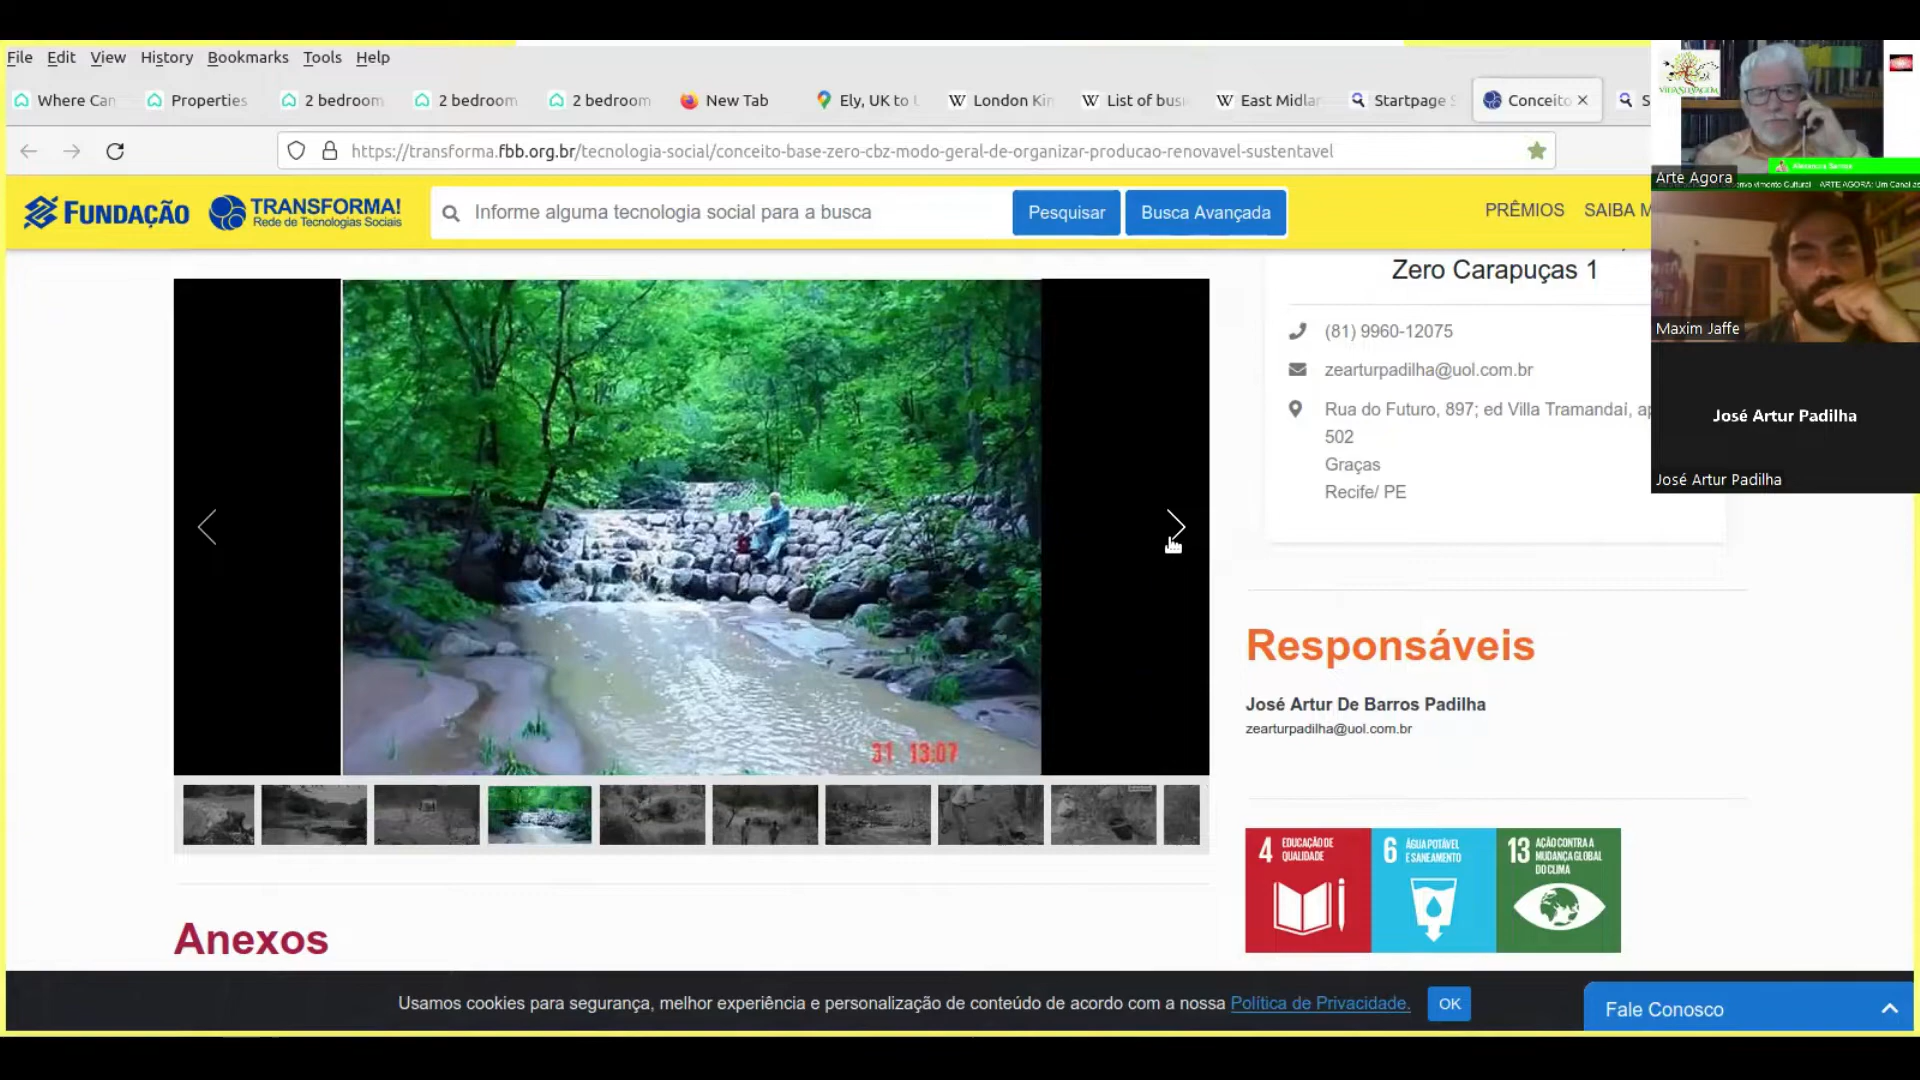 File Edit View History Bookmarks Tools Help
Where Can
Properties
2 bedroom
2 bedroom
2 bedroom
New Tab
Ely, UK to
London Kin
List of bus
East Midlar
Startpage S
Conceito
S
https://transforma.fbb.org.br/tecnologia-social/conceito-base-zero-cbz-modo-geral-de-organizar-producao-renovavel-sustentavel
FUNDAÇÃO
TRANSFORMA!
Rede de Tecnologias Sociais
Informe alguma tecnologia social para a busca
Pesquisar
Busca Avançada
PRÊMIOS
SAIBA M
Arte Agora
vimento Cultural ARTE AGORA: Um Canal
Maxim Jaffe
José Artur Padilha
José Artur Padilha
Zero Carapuças 1
(81) 9960-12075
zearturpadilha@uol.com.br
Rua do Futuro, 897; ed Villa Tramandaí, ap
502
Graças
Recife/ PE
31 13:07
Responsáveis
José Artur De Barros Padilha
zearturpadilha@uol.com.br
4 EDUCAÇÃO DE
QUALIDADE
6 ÁGUA POTÁVEL
E SANEAMENTO
13 AÇÃO CONTRA A
MUDANÇA GLOBAL
DO CLIMA
Anexos
Usamos cookies para segurança, melhor experiência e personalização de conteúdo de acordo com a nossa Política de Privacidade.
OK
Fale Conosco